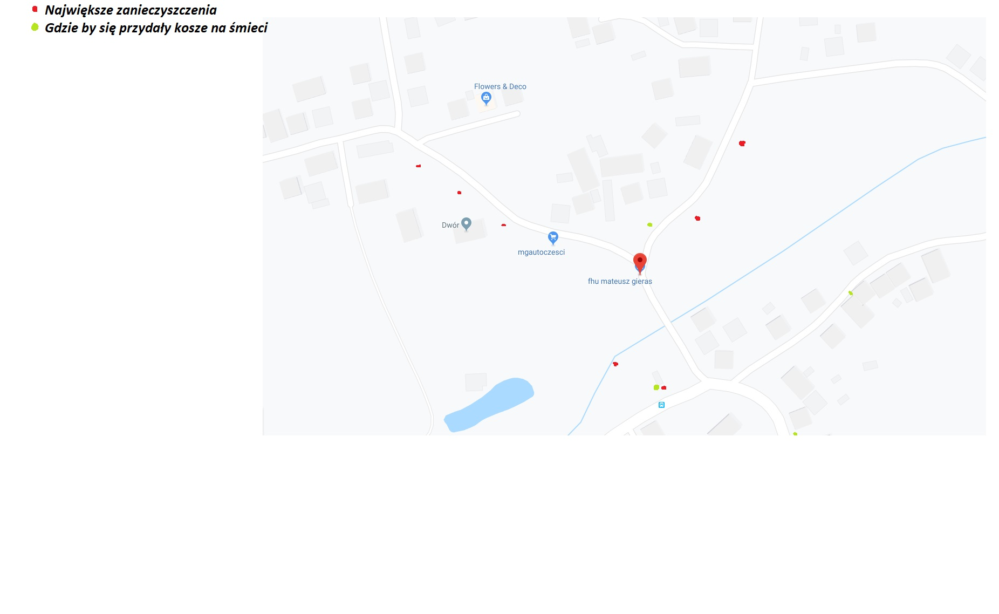 Największe zanieczyszczenia
Gdzie by się przydały kosze na śmieci
Flowers & Deco
Dwór
mgautoczesci
fhu mateusz gieras